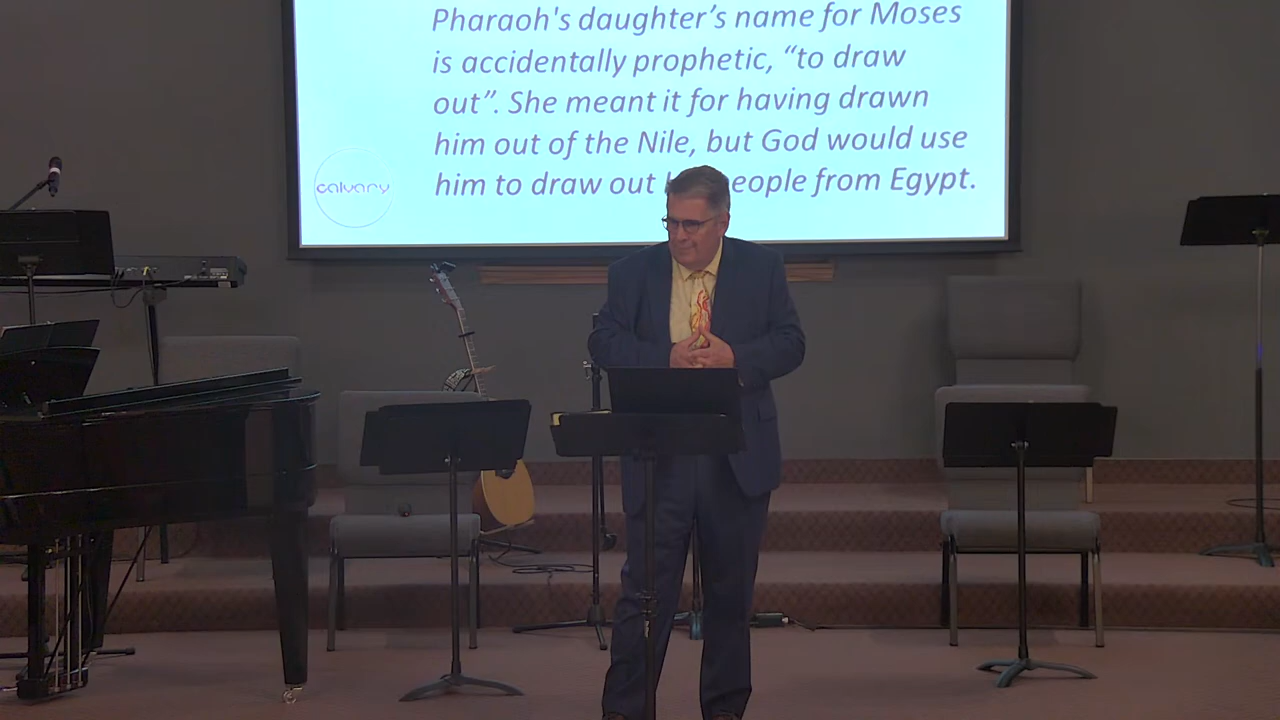 Pharaoh's daughter’s name for Moses
is accidentally prophetic, “to draw
out”. She meant it for having drawn
him out of the Nile, but God would use
him to draw out people from Egypt.
calvary